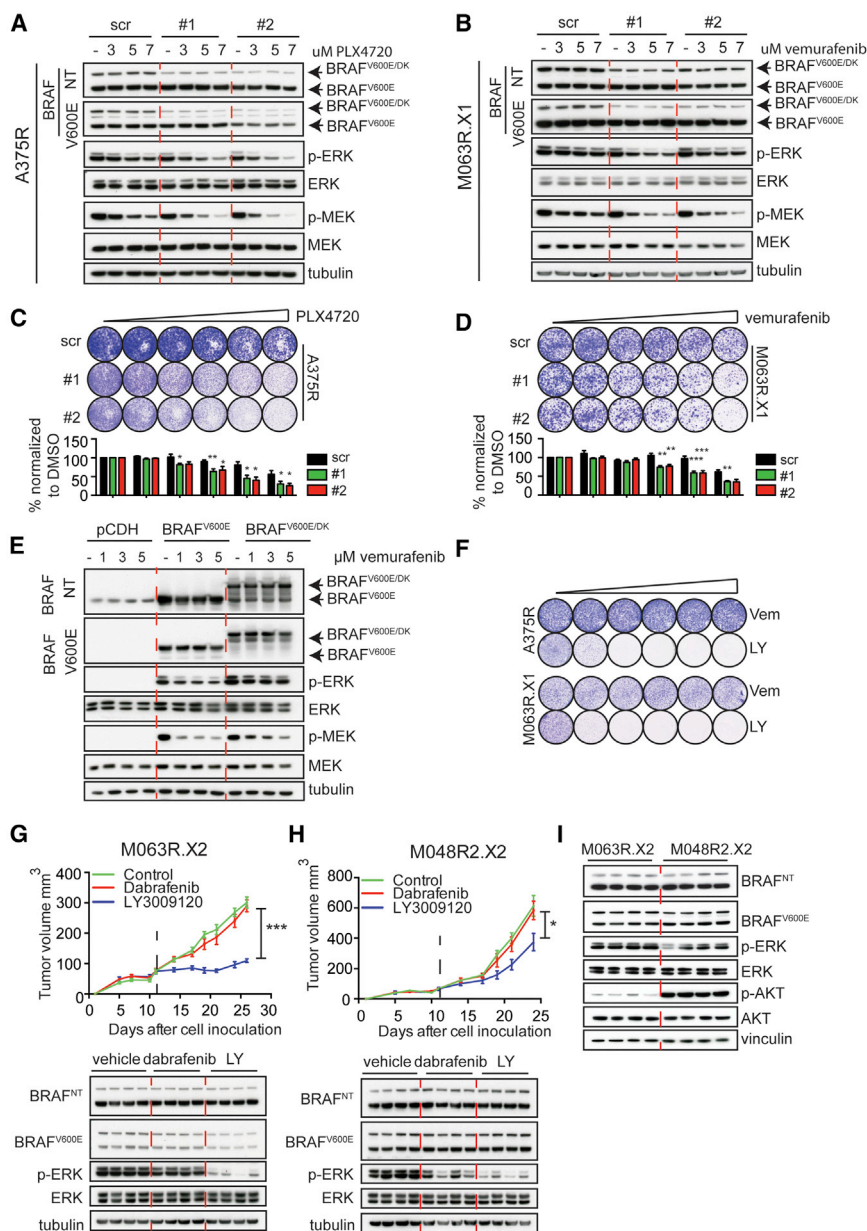 A
scr #1 #2
- 3 5 7 - 3 5 7 - 3 5 7 uM PLX4720
A375R
BRAF
NT
V600E
BRAFV600E/DK
BRAFV600E
BRAFV600E/DK
BRAFV600E
p-ERK
ERK
p-MEK
MEK
tubulin
B
scr #1 #2
- 3 5 7 - 3 5 7 - 3 5 7 uM vemurafenib
M063R.X1
BRAF
NT
V600E
BRAFV600E/DK
BRAFV600E
BRAFV600E/DK
BRAFV600E
p-ERK
ERK
p-MEK
MEK
tubulin
C
PLX4720
scr
#1
#2
A375R
% normalized
to DMSO
150
100
50
0
* ** * * * * *
scr
#1
#2
D
vemurafenib
scr
#1
#2
M063R.X1
% normalized
to DMSO
150
100
50
0
** ** *** *** **
scr
#1
#2
E
pCDH BRAFV600E BRAFV600E/DK
- 1 3 5 - 1 3 5 - 1 3 5 μM vemurafenib
BRAF
NT
BRAFV600E/DK
BRAFV600E
BRAF
V600E
BRAFV600E/DK
BRAFV600E
p-ERK
ERK
p-MEK
MEK
tubulin
F
A375R
Vem
LY
M063R.X1
Vem
LY
G
M063R.X2
Tumor volume mm3
400
300
200
100
0
Control
Dabrafenib
LY3009120
***
0 5 10 15 20 25 30
Days after cell inoculation
vehicle dabrafenib LY
BRAFNT
BRAFV600E
p-ERK
ERK
tubulin
H
M048R2.X2
Tumor volume mm3
800
600
400
200
0
Control
Dabrafenib
LY3009120
*
0 5 10 15 20 25
Days after cell inoculation
vehicle dabrafenib LY
BRAFNT
BRAFV600E
p-ERK
ERK
tubulin
I
M063R.X2 M048R2.X2
BRAFNT
BRAFV600E
p-ERK
ERK
p-AKT
AKT
vinculin